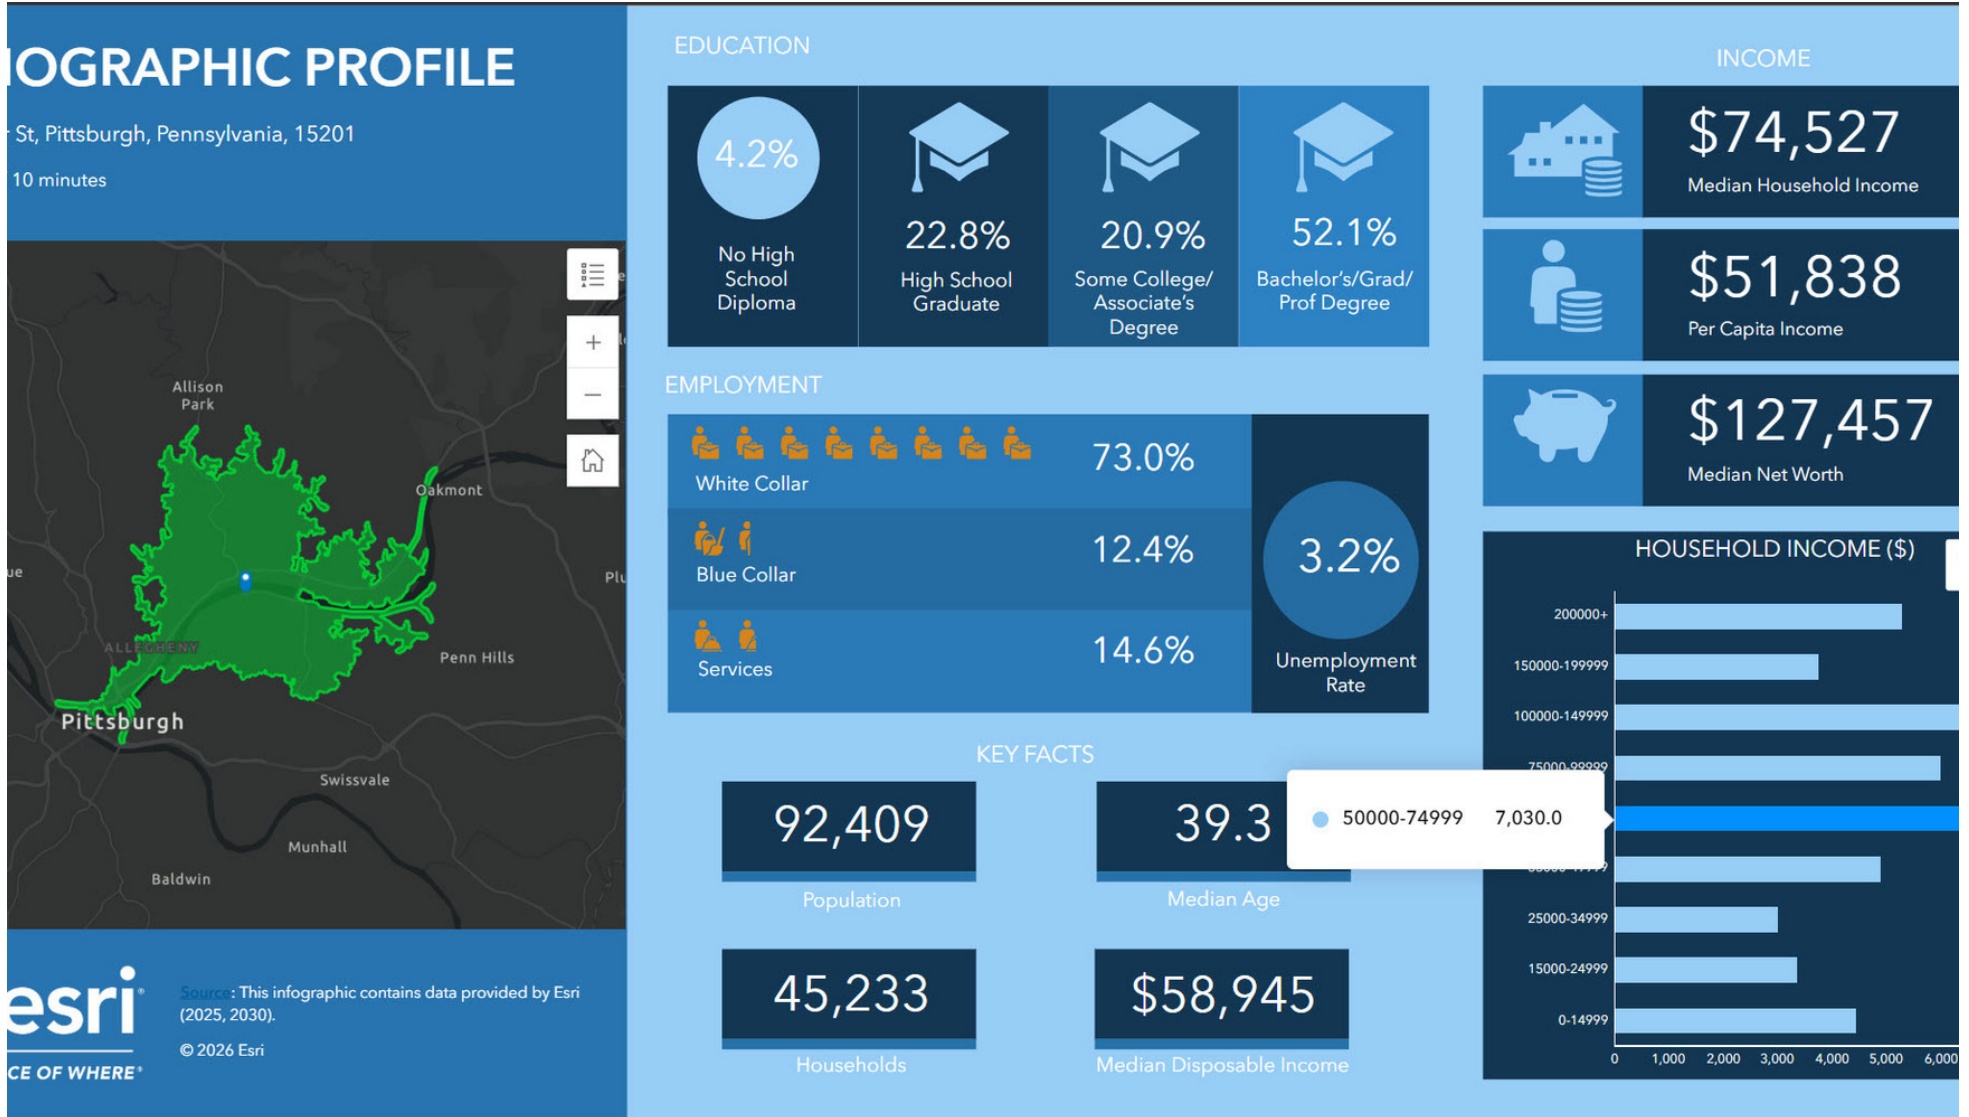 OGRAPHIC PROFILE
St, Pittsburgh, Pennsylvania, 15201
10 minutes
Allison
Park
Oakmont
ALLEGHENY
Penn Hills
Pittsburgh
Swissvale
Munhall
Baldwin
esri
CE OF WHERE®
Source: This infographic contains data provided by Esri
(2025, 2030).
© 2026 Esri
EDUCATION
4.2%
No High
School
Diploma
22.8%
High School
Graduate
20.9%
Some College/
Associate's
Degree
52.1%
Bachelor's/Grad/
Prof Degree
EMPLOYMENT
White Collar
73.0%
Blue Collar
12.4%
Services
14.6%
3.2%
Unemployment
Rate
KEY FACTS
92,409
Population
39.3
Median Age
45,233
Households
$58,945
Median Disposable Income
INCOME
$74,527
Median Household Income
$51,838
Per Capita Income
$127,457
Median Net Worth
HOUSEHOLD INCOME ($)
200000+
150000-199999
100000-149999
75000-99999
50000-74999 7,030.0
25000-34999
15000-24999
0-14999
0 1,000 2,000 3,000 4,000 5,000 6,000